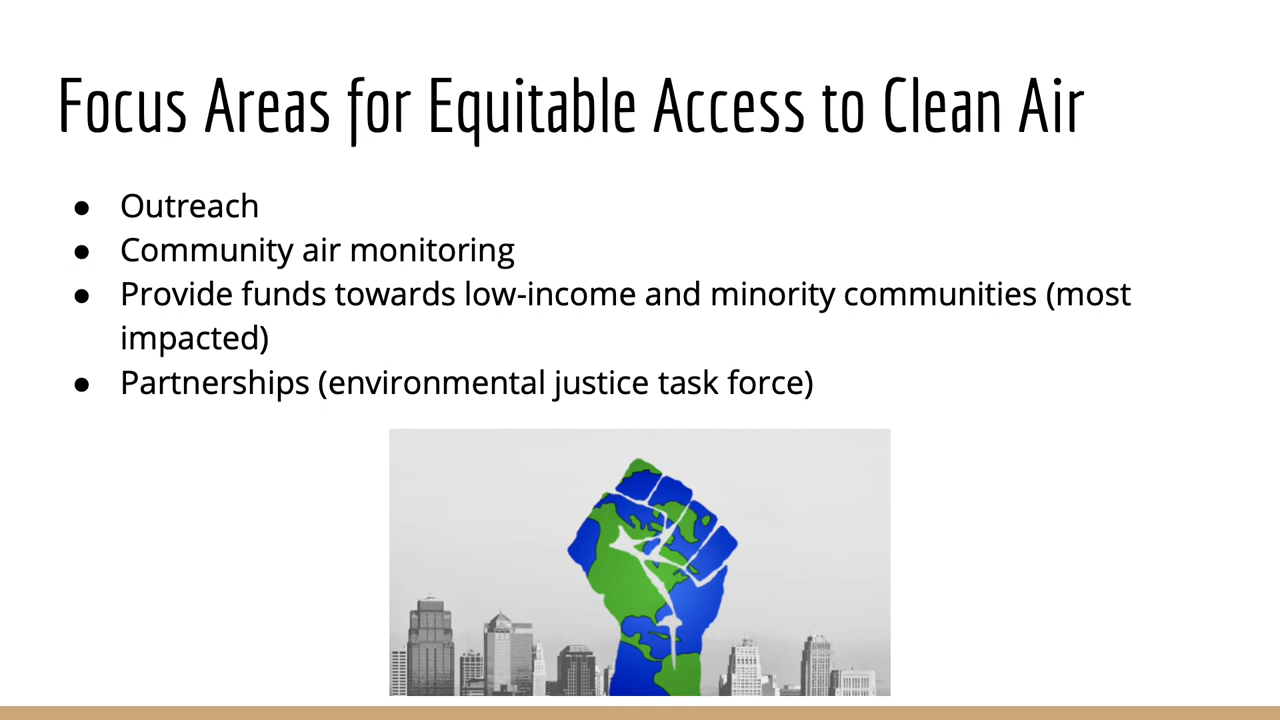 Focus Areas for Equitable Access to Clean Air
● Outreach
● Community air monitoring
● Provide funds towards low-income and minority communities (most
impacted)
● Partnerships (environmental justice task force)